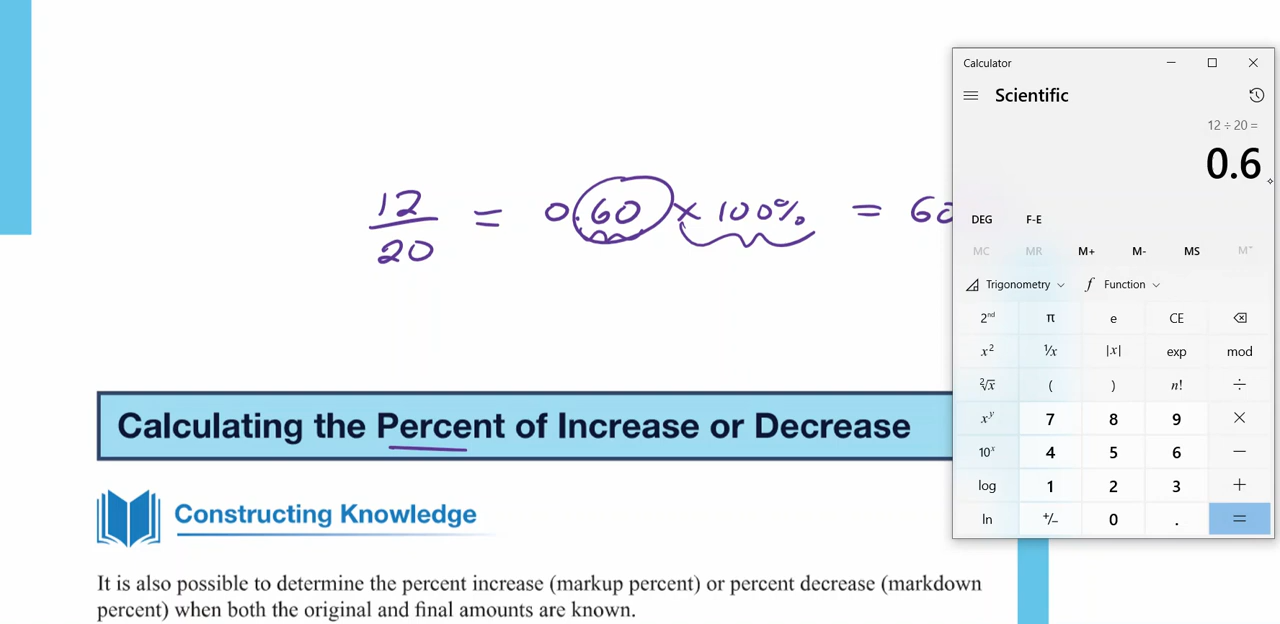 12/20 = 0.60 x 100% = 60
Calculating the Percent of Increase or Decrease
Constructing Knowledge
It is also possible to determine the percent increase (markup percent) or percent decrease (markdown
percent) when both the original and final amounts are known.
Calculator
Scientific
12 ÷ 20 =
0.6
DEG F-E
MC MR M+ M- MS M˅
Trigonometry f Function
2nd π e CE
x² ¹/x |x| exp mod
²√x ( ) n! ÷
xʸ 7 8 9 ×
10ˣ 4 5 6 −
log 1 2 3 +
ln +/− 0 . =